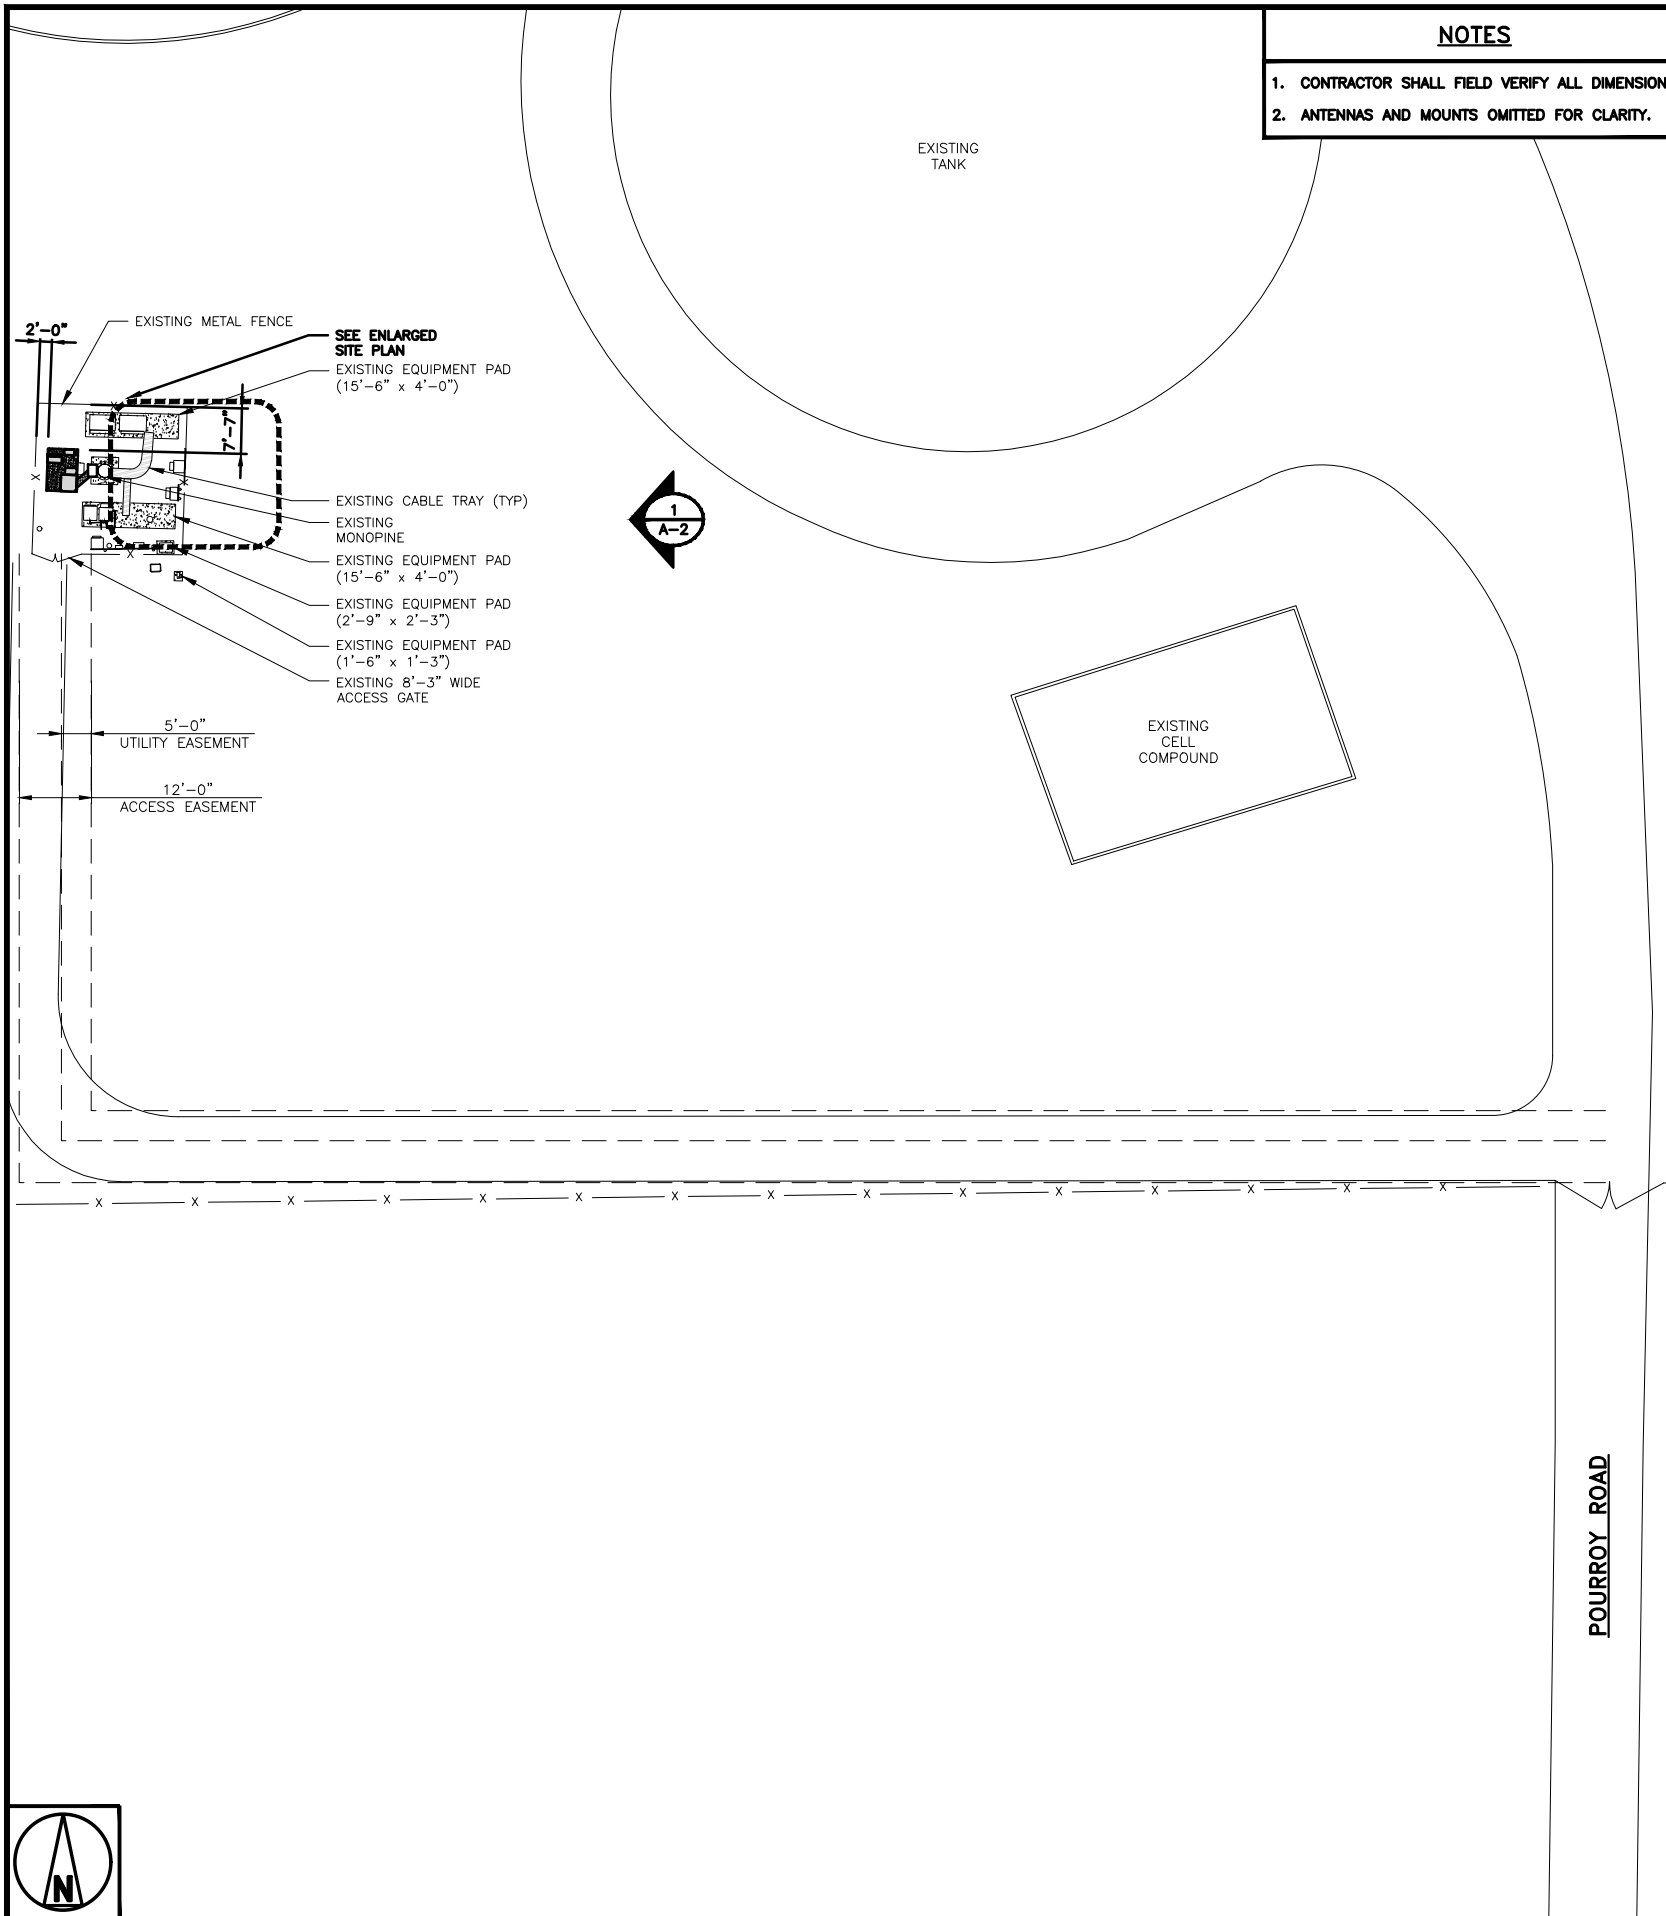 NOTES
1. CONTRACTOR SHALL FIELD VERIFY ALL DIMENSION
2. ANTENNAS AND MOUNTS OMITTED FOR CLARITY.
EXISTING
TANK
2'-0"
EXISTING METAL FENCE
SEE ENLARGED
SITE PLAN
EXISTING EQUIPMENT PAD
(15'-6" x 4'-0")
7'-7"
X
X
X
X
EXISTING CABLE TRAY (TYP)
EXISTING
MONOPINE
EXISTING EQUIPMENT PAD
(15'-6" x 4'-0")
EXISTING EQUIPMENT PAD
(2'-9" x 2'-3")
EXISTING EQUIPMENT PAD
(1'-6" x 1'-3")
EXISTING 8'-3" WIDE
ACCESS GATE
1
A-2
5'-0"
UTILITY EASEMENT
12'-0"
ACCESS EASEMENT
EXISTING
CELL
COMPOUND
X X X X X X X X X X X X X X X
POURROY ROAD
N